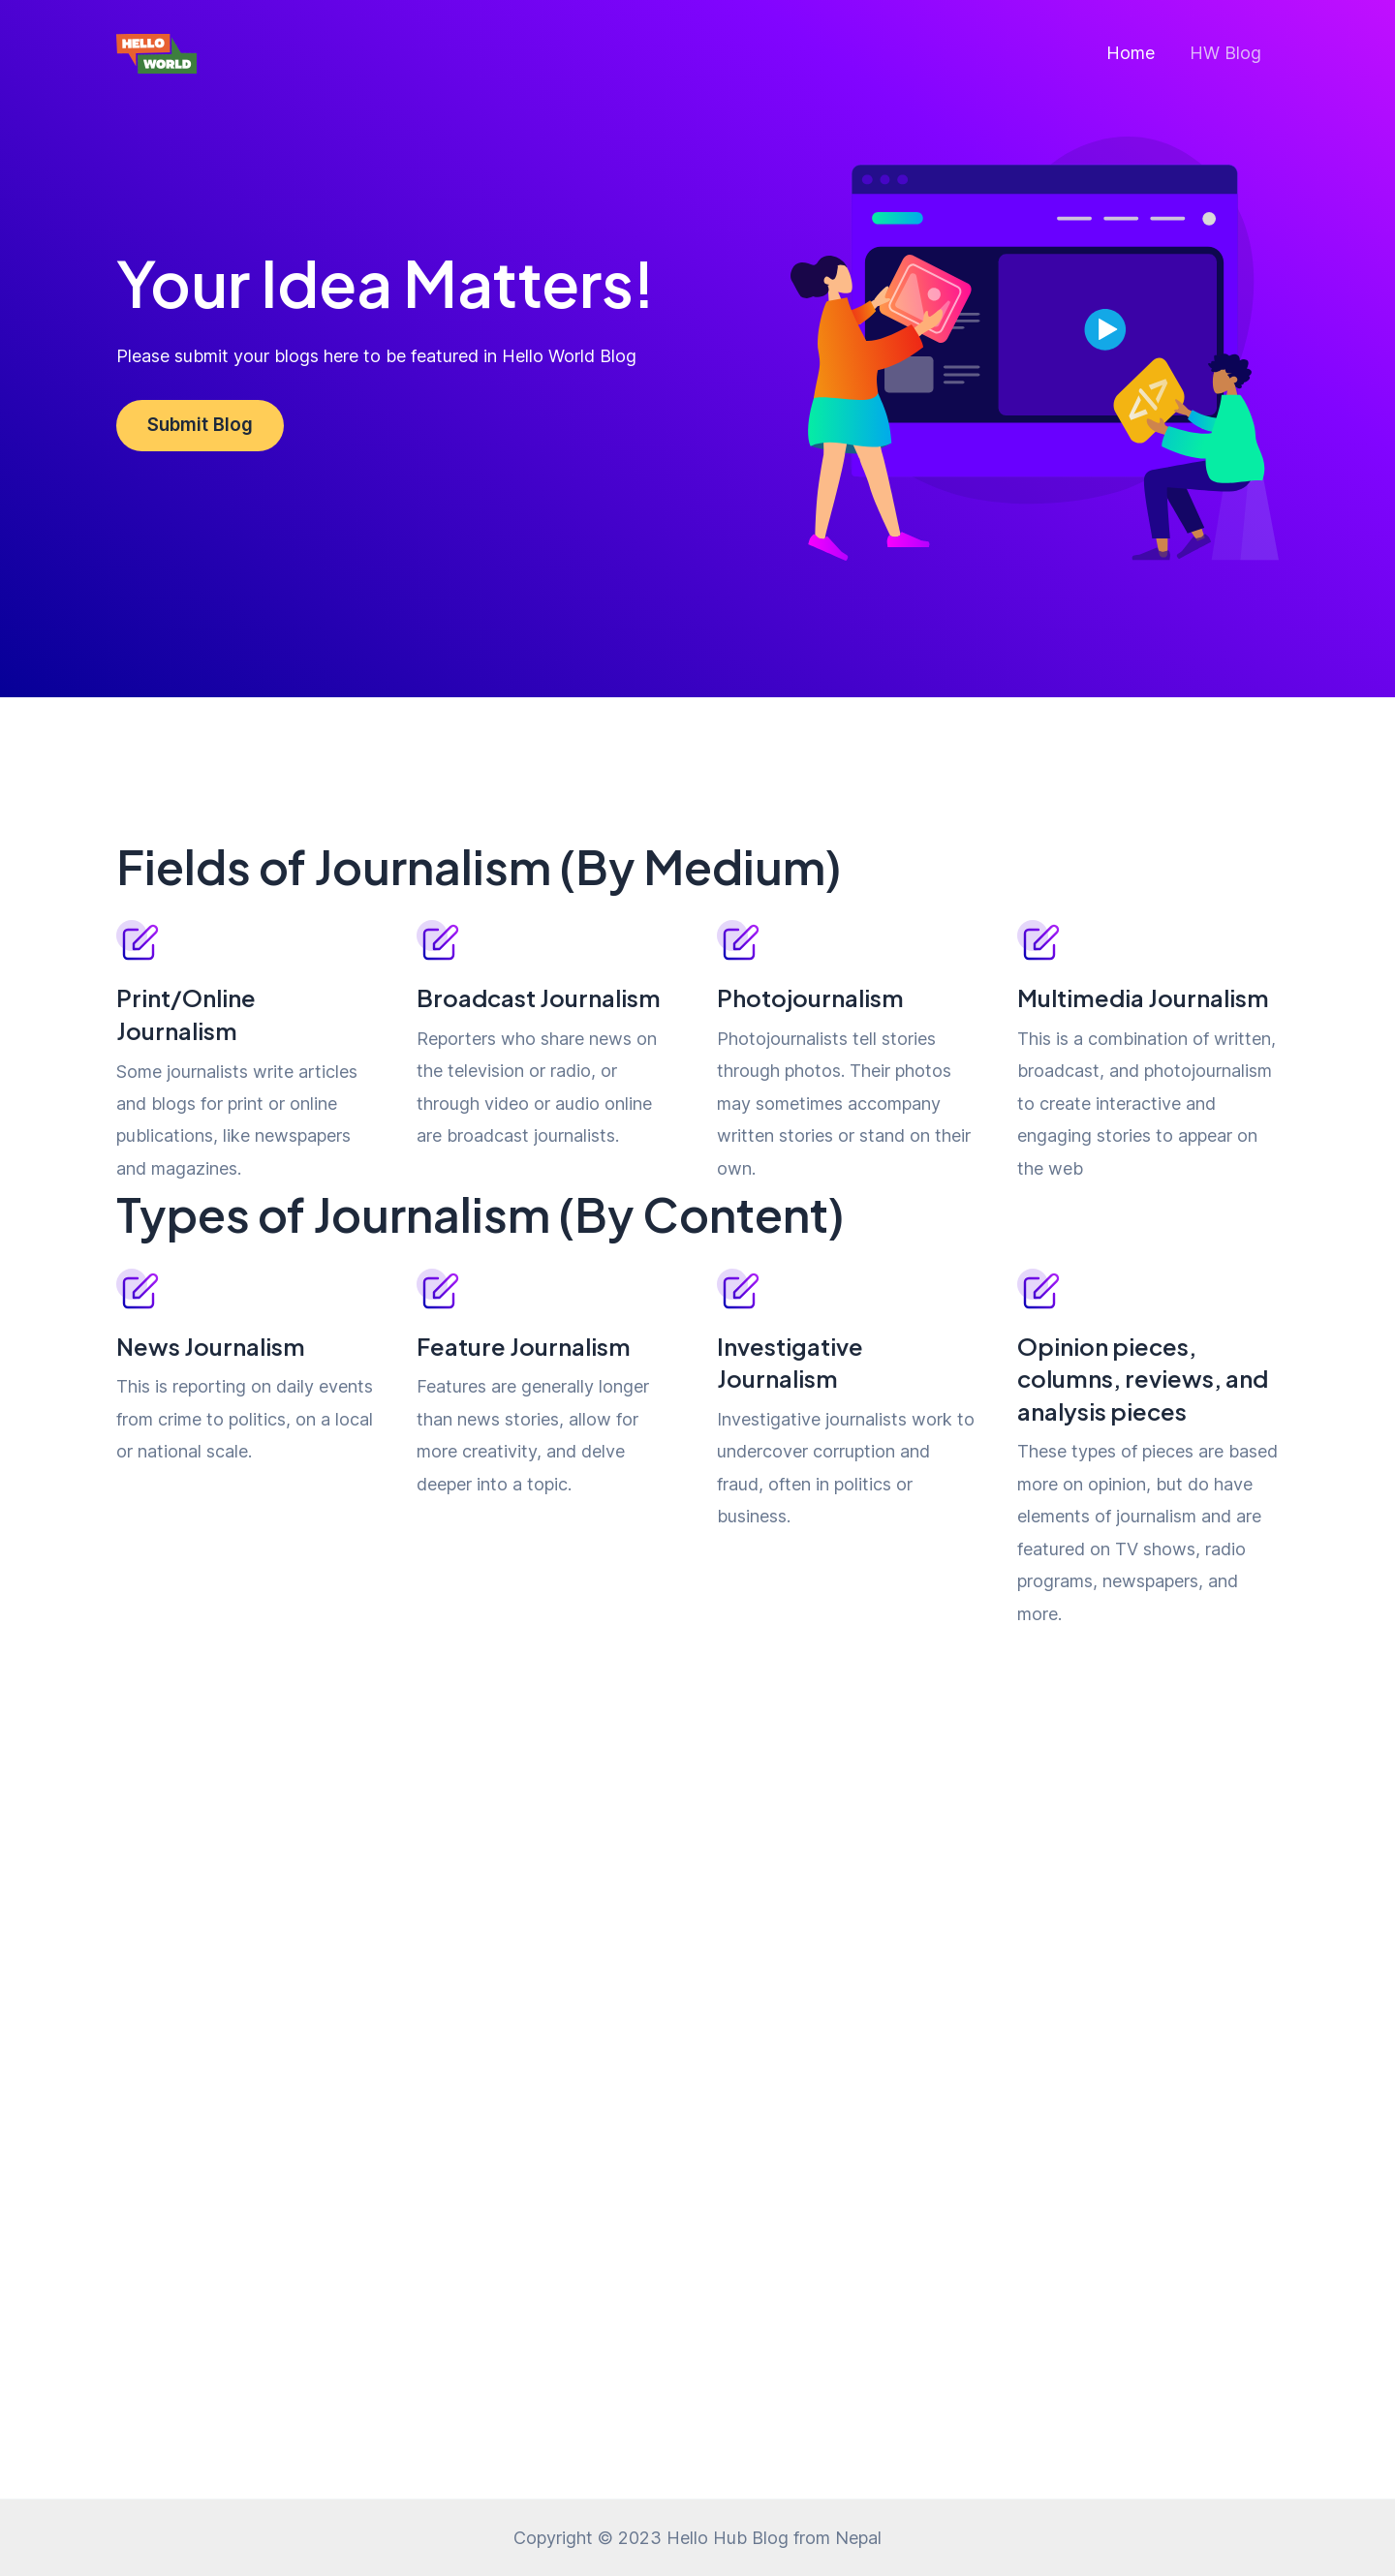 HELLO
WORLD
Home
HW Blog
Your Idea Matters!
Please submit your blogs here to be featured in Hello World Blog
Submit Blog
Fields of Journalism (By Medium)
Print/Online
Journalism
Some journalists write articles
and blogs for print or online
publications, like newspapers
and magazines.
Broadcast Journalism
Reporters who share news on
the television or radio, or
through video or audio online
are broadcast journalists.
Photojournalism
Photojournalists tell stories
through photos. Their photos
may sometimes accompany
written stories or stand on their
own.
Multimedia Journalism
This is a combination of written,
broadcast, and photojournalism
to create interactive and
engaging stories to appear on
the web
Types of Journalism (By Content)
News Journalism
This is reporting on daily events
from crime to politics, on a local
or national scale.
Feature Journalism
Features are generally longer
than news stories, allow for
more creativity, and delve
deeper into a topic.
Investigative
Journalism
Investigative journalists work to
undercover corruption and
fraud, often in politics or
business.
Opinion pieces,
columns, reviews, and
analysis pieces
These types of pieces are based
more on opinion, but do have
elements of journalism and are
featured on TV shows, radio
programs, newspapers, and
more.
Copyright © 2023 Hello Hub Blog from Nepal